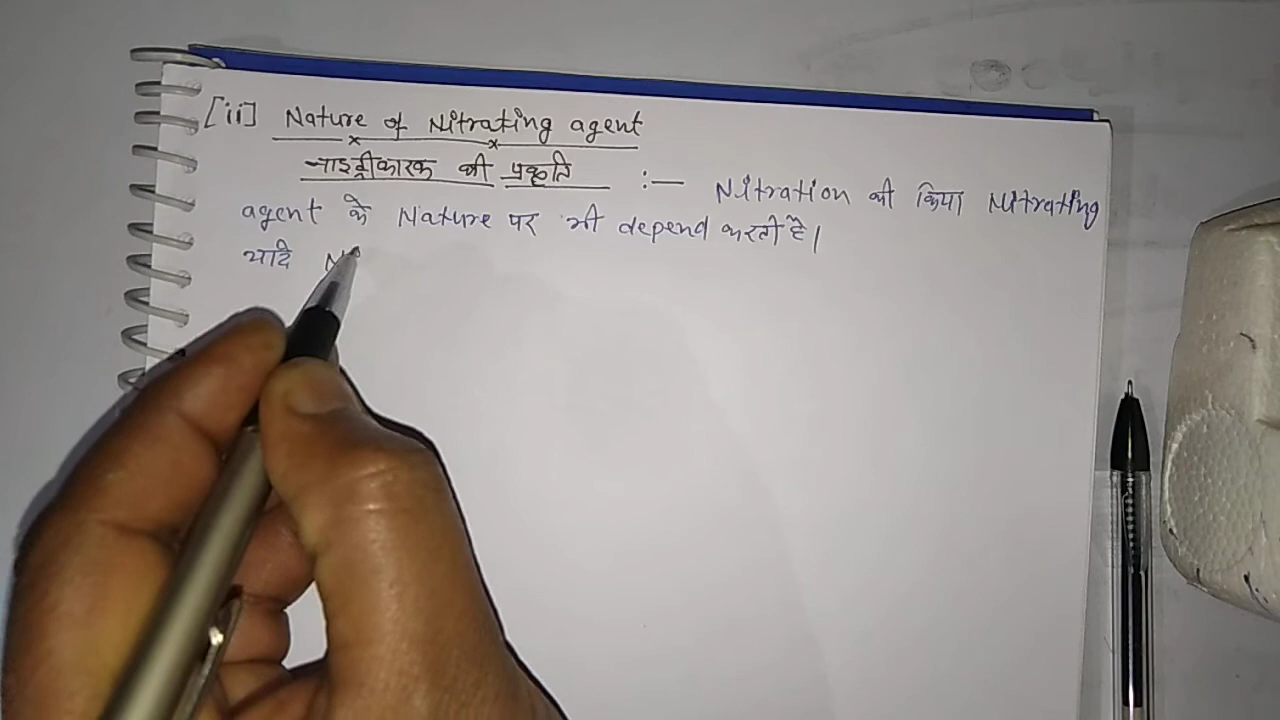 [ii] Nature of Nitrating agent
नाइट्रीकारक की प्रकृति :— Nitration की क्रिया Nitrating
agent के Nature पर भी depend करती है।
यदि